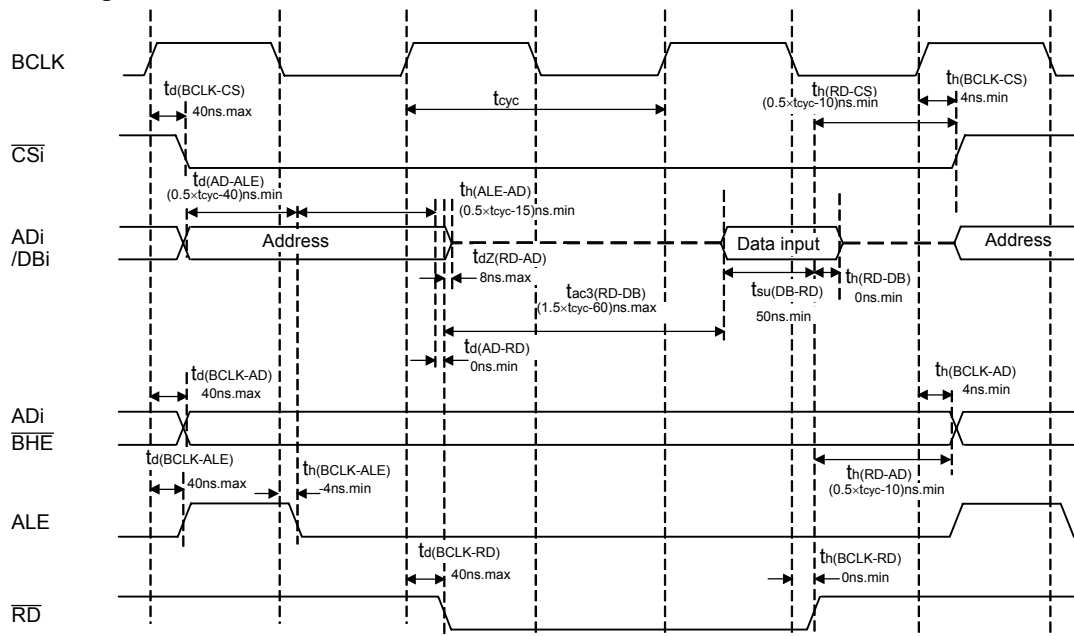 BCLK
td(BCLK-CS)
40ns.max
tcyc
th(RD-CS)
(0.5×tcyc-10)ns.min
th(BCLK-CS)
4ns.min
CSi
td(AD-ALE)
(0.5×tcyc-40)ns.min
th(ALE-AD)
(0.5×tcyc-15)ns.min
ADi
/DBi
Address
Data input
Address
tdZ(RD-AD)
8ns.max
tac3(RD-DB)
(1.5×tcyc-60)ns.max
tsu(DB-RD)
50ns.min
th(RD-DB)
0ns.min
td(AD-RD)
0ns.min
td(BCLK-AD)
40ns.max
th(BCLK-AD)
4ns.min
ADi
BHE
td(BCLK-ALE)
40ns.max
th(BCLK-ALE)
-4ns.min
th(RD-AD)
(0.5×tcyc-10)ns.min
ALE
td(BCLK-RD)
40ns.max
th(BCLK-RD)
0ns.min
RD